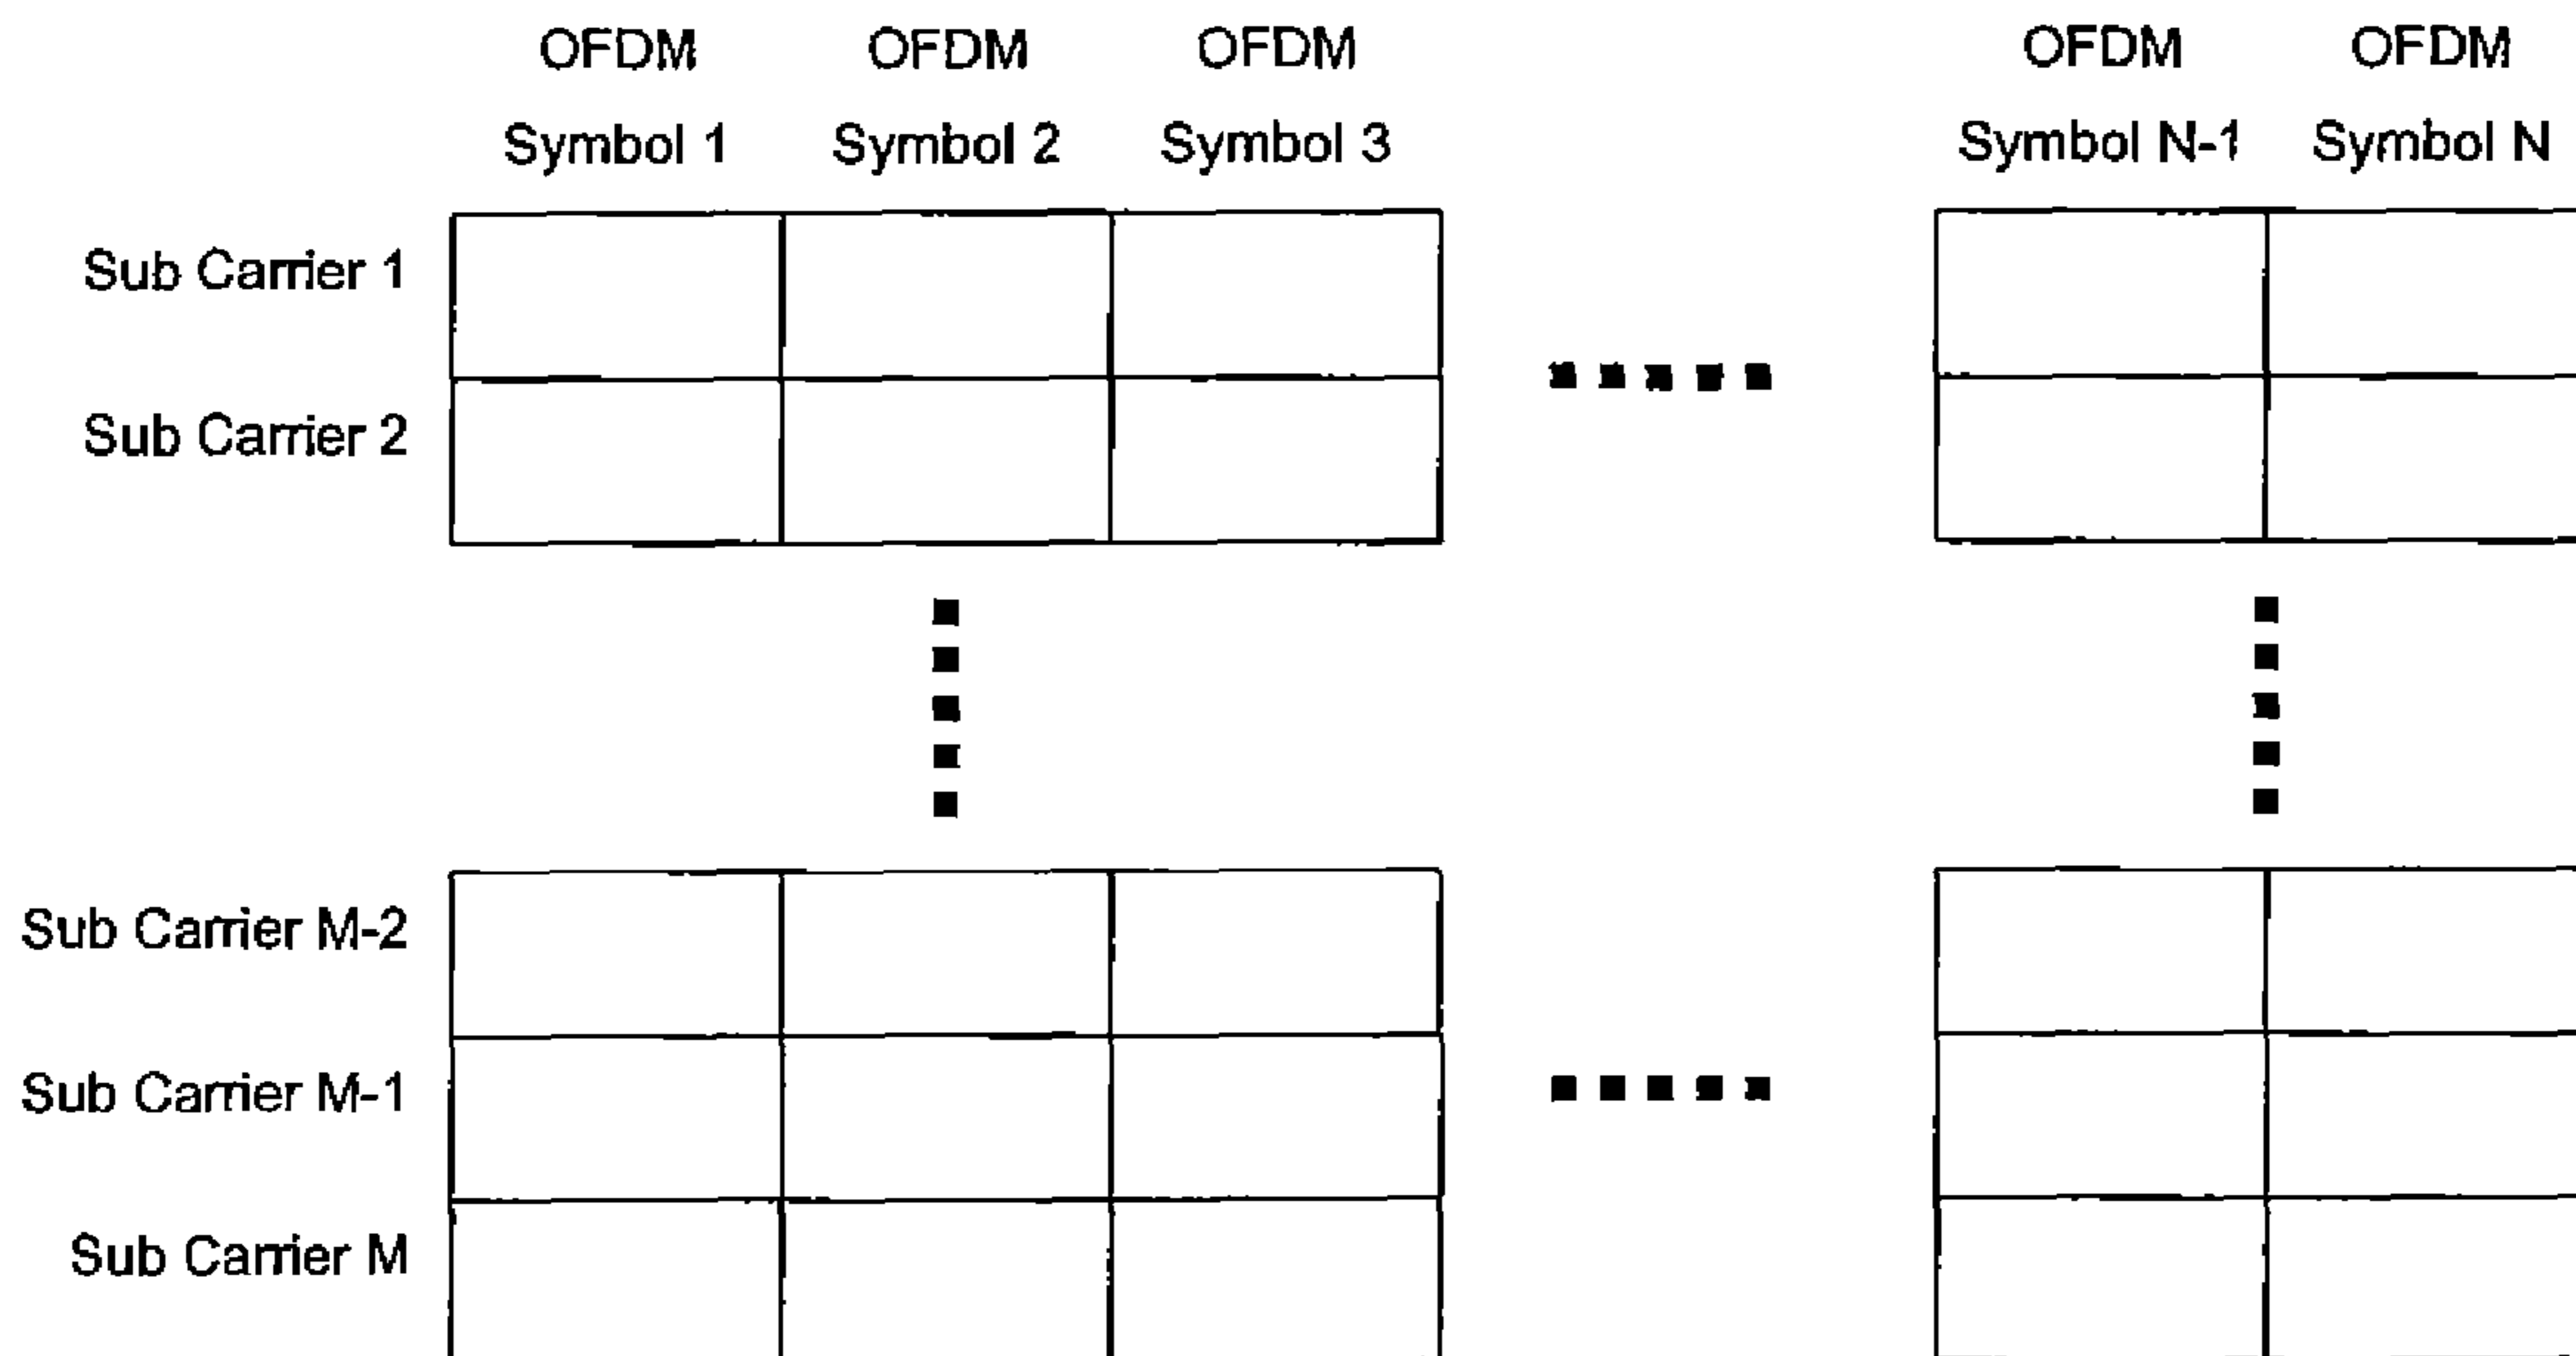 OFDM OFDM OFDM OFDM OFDM
Symbol 1 Symbol 2 Symbol 3 Symbol N-1 Symbol N
Sub Carrier 1
Sub Carrier 2
Sub Carrier M-2
Sub Carrier M-1
Sub Carrier M